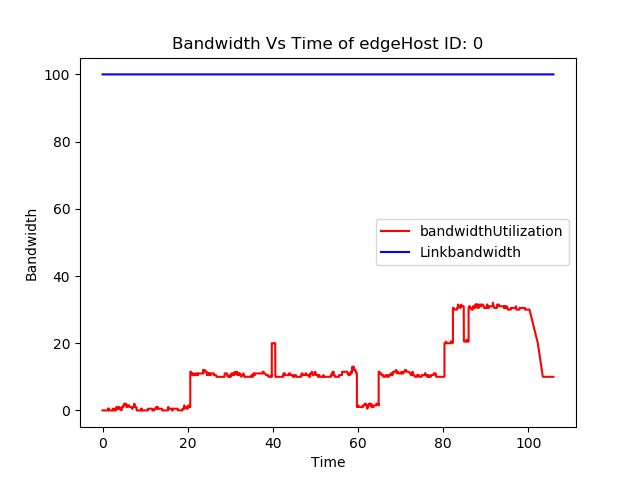 Bandwidth Vs Time of edgeHost ID: 0
100
80
60
40
20
0
Bandwidth
bandwidthUtilization
Linkbandwidth
0 20 40 60 80 100
Time